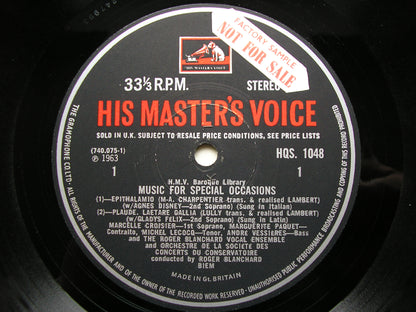 "HIS MASTER'S VOICE"
FACTORY SAMPLE
NOT FOR SALE
33⅓ R.P.M.
STEREO
HIS MASTER'S VOICE
SOLD IN U.K. SUBJECT TO RESALE PRICE CONDITIONS, SEE PRICE LISTS
(740.075-1)
℗ 1963
HQS. 1048
1
1
H.M.V. Baroque Library
MUSIC FOR SPECIAL OCCASIONS
(1)—EPITHALAMIO (M-A. CHARPENTIER trans. & realised LAMBERT)
(w/AGNES DISNEY—2nd Soprano) (Sung in Italian)
(2)—PLAUDE, LAETARE GALLIA (LULLY trans. & realised LAMBERT)
(w/GLADYS FELIX—2nd Soprano) (Sung in Latin)
MARCELLE CROISIER—1st Soprano, MARGUERITE PAQUET—
Contralto, MICHEL LECOCQ—Tenor, ANDRE VESSIERES—Bass
and THE ROGER BLANCHARD VOCAL ENSEMBLE
and ORCHESTRE DE LA SOCIETE DES
CONCERTS DU CONSERVATOIRE
conducted by ROGER BLANCHARD
BIEM
MADE IN GT. BRITAIN
THE GRAMOPHONE CO LTD · ALL RIGHTS OF THE MANUFACTURER AND OF THE OWNER OF THE RECORDED WORK RESERVED · UNAUTHORISED PUBLIC PERFORMANCE BROADCASTING AND COPYING OF THIS RECORD PROHIBITED